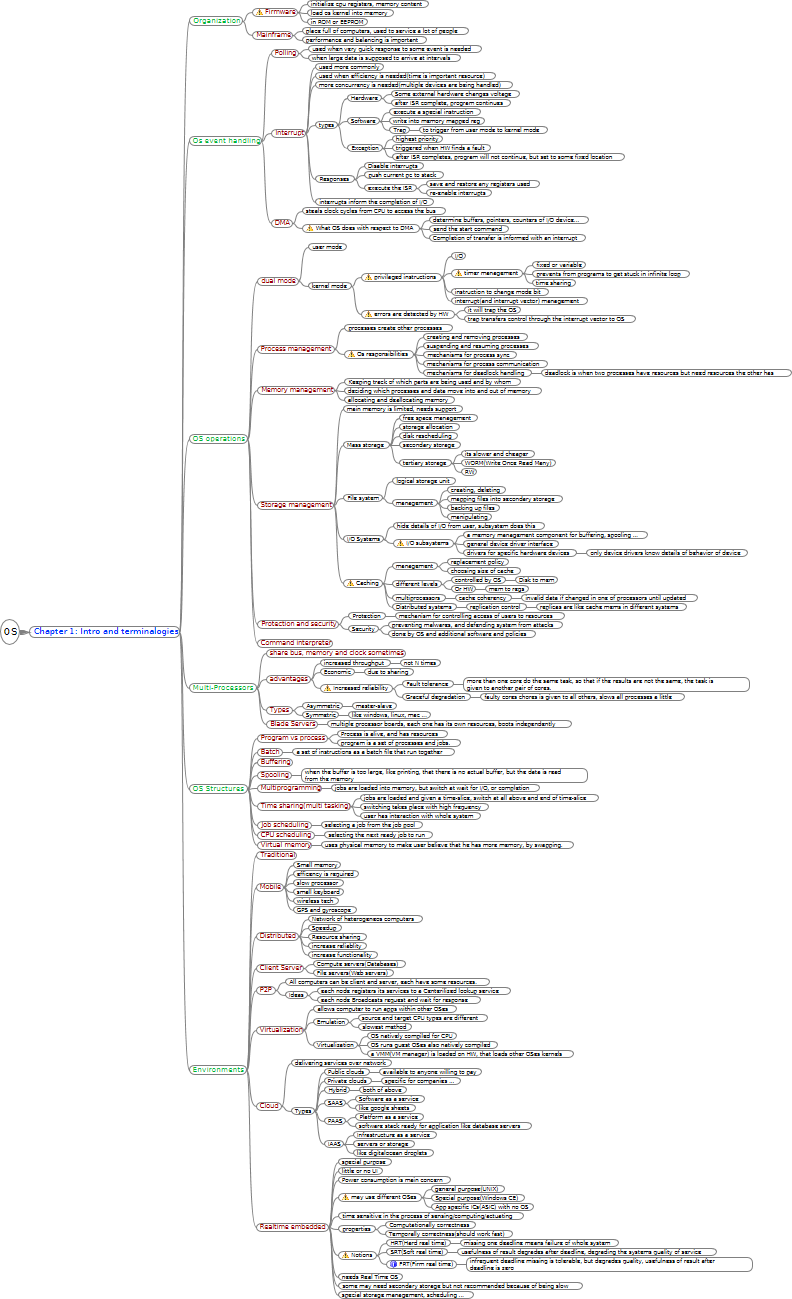 OS
Chapter 1: Intro and terminalogies
Organization
Firmware
initialize cpu registers, memory content
load os kernel into memory
in ROM or EEPROM
Mainframe
place full of computers, used to service a lot of people
performance and balancing is important
Os event handling
Polling
used when very quick response to some event is needed
when large data is supposed to arrive at intervals
Interrupt
used more commonly
used when efficiency is needed(time is important resource)
more concurrency is needed(multiple devices are being handled)
types
Hardware
Some external hardware changes voltage
after ISR complete, program continues
Software
execute a special instruction
write into memory mapped reg
Trap
to trigger from user mode to kernel mode
Exception
highest priority
triggered when HW finds a fault
after ISR completes, program will not continue, but set to some fixed location
Responses
Disable interrupts
push current pc to stack
execute the ISR
save and restore any registers used
re-enable interrupts
interrupts inform the completion of I/O
DMA
steals clock cycles from CPU to access the bus
What OS does with respect to DMA
determine buffers, pointers, counters of I/O device...
send the start command
Completion of transfer is informed with an interrupt
OS operations
dual mode
user mode
kernel mode
privileged instructions
I/O
timer management
fixed or variable
prevents from programs to get stuck in infinite loop
time sharing
instruction to change mode bit
interrupt(and interrupt vector) management
errors are detected by HW
it will trap the OS
trap transfers control through the interrupt vector to OS
Process management
processes create other processes
Os responsibilities
creating and removing processes
suspending and resuming processes
mechanisms for process sync
mechanisms for process communication
mechanisms for deadlock handling
deadlock is when two processes have resources but need resources the other has
Memory management
Keeping track of which parts are being used and by whom
deciding which processes and data move into and out of memory
allocating and deallocating memory
Storage management
main memory is limited, needs support
Mass storage
free space management
storage allocation
disk rescheduling
secondary storage
tertiary storage
its slower and cheaper
WORM(Write Once Read Many)
RW
File system
logical storage unit
management
creating, deleting
mapping files into secondary storage
backing up files
manipulating
I/O Systems
hide details of I/O from user, subsystem does this
I/O subsystems
a memory management component for buffering, spooling ...
general device driver interface
drivers for specific hardware devices
only device drivers know details of behavior of device
Caching
management
replacement policy
choosing size of cache
different levels
controlled by OS
Disk to mem
Or HW
mem to regs
multiprocessors
cache coherency
invalid data if changed in one of processors until updated
Distributed systems
replication control
replicas are like cache mems in different systems
Protection and security
Protection
mechanism for controlling access of users to resources
Security
preventing malwares, and defending system from attacks
done by OS and additional software and policies
Command interpreter
Multi-Processors
share bus, memory and clock sometimes
advantages
increased throughput
not N times
Economic
due to sharing
increased reliability
Fault tolerance
more than one core do the same task, so that if the results are not the same, the task is
given to another pair of cores.
Graceful degradation
faulty cores chores is given to all others, slows all processes a little
Types
Asymmetric
master-slave
Symmetric
like windows, linux, mac ...
Blade Servers
multiple processor boards, each one has its own resources, boots independently
OS Structures
Program vs process
Process is alive, and has resources
program is a set of processes and jobs.
Batch
a set of instructions as a batch file that run together
Buffering
Spooling
when the buffer is too large, like printing, that there is no actual buffer, but the data is read
from the memory
Multiprogramming
jobs are loaded into memory, but switch at wait for I/O, or completion
Time sharing(multi tasking)
jobs are loaded and given a time-slice, switch at all above and end of time-slice
switching takes place with high frequency
user has interaction with whole system
Job scheduling
selecting a job from the job pool
CPU scheduling
selecting the next ready job to run
Virtual memory
uses physical memory to make user believe that he has more memory, by swapping.
Environments
Traditional
Mobile
Small memory
efficency is required
slow processor
small keyboard
wireless tech
GPS and gyroscope
Distributed
Network of heterogeneos computers
Speedup
Resource sharing
increase reliability
increase functionality
Client Server
Compute servers(Databases)
File servers(Web servers)
P2P
All computers can be client and server, each have some resources.
Ideas
each node registers its services to a Centerilized lookup service
each node Broadcasts request and wait for response
Virtualization
allows computer to run apps within other OSes
Emulation
source and target CPU types are different
slowest method
Virtualization
OS natively compiled for CPU
OS runs guest OSes also natively compiled
a VMM(VM manager) is loaded on HW, that loads other OSes kernels
Cloud
delivering services over network
Types
Public clouds
available to anyone willing to pay
Private clouds
specific for companies ...
Hybrid
both of above
SAAS
Software as a service
like google sheets
PAAS
Platform as a service
software stack ready for application like database servers
IAAS
Infrastructure as a service
servers or storage
like digitalocean droplets
Realtime embedded
special purpose
little or no UI
Power consumption is main concern
may use different OSes
general purpose(UNIX)
Special purpose(Windows CE)
App specific ICs(ASIC) with no OS
time sensitive in the process of sensing/computing/actuating
properties
Computationally correctness
Temporally correctness(should work fast)
Notions
HRT(Hard real time)
missing one deadline means failure of whole system
SRT(Soft real time)
usefulness of result degrades after deadline, degrading the systems quality of service
FRT(Firm real time)
infrequent deadline missing is tolerable, but degrades quality, usefulness of result after
deadline is zero
needs Real Time OS
some may need secondary storage but not recommended because of being slow
special storage management, scheduling ...